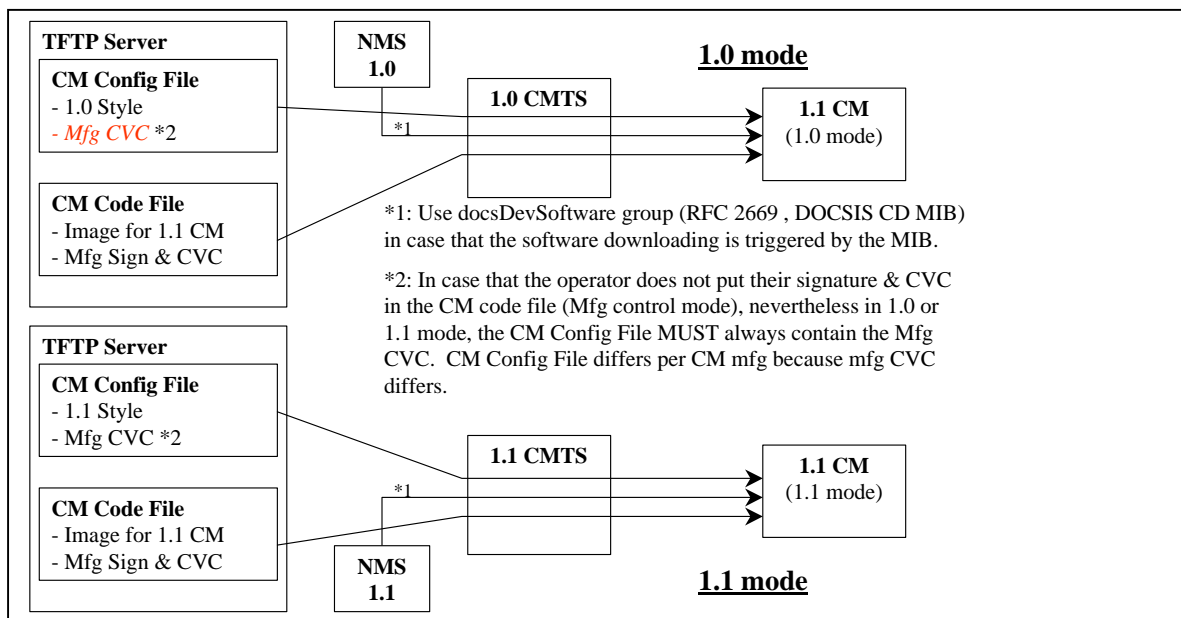 TFTP Server
CM Config File
- 1.0 Style
- Mfg CVC *2
CM Code File
- Image for 1.1 CM
- Mfg Sign & CVC
NMS
1.0
*1
1.0 CMTS
1.0 mode
1.1 CM
(1.0 mode)
*1: Use docsDevSoftware group (RFC 2669 , DOCSIS CD MIB)
in case that the software downloading is triggered by the MIB.
*2: In case that the operator does not put their signature & CVC
in the CM code file (Mfg control mode), nevertheless in 1.0 or
1.1 mode, the CM Config File MUST always contain the Mfg
CVC. CM Config File differs per CM mfg because mfg CVC
differs.
TFTP Server
CM Config File
- 1.1 Style
- Mfg CVC *2
CM Code File
- Image for 1.1 CM
- Mfg Sign & CVC
*1
NMS
1.1
1.1 CMTS
1.1 CM
(1.1 mode)
1.1 mode